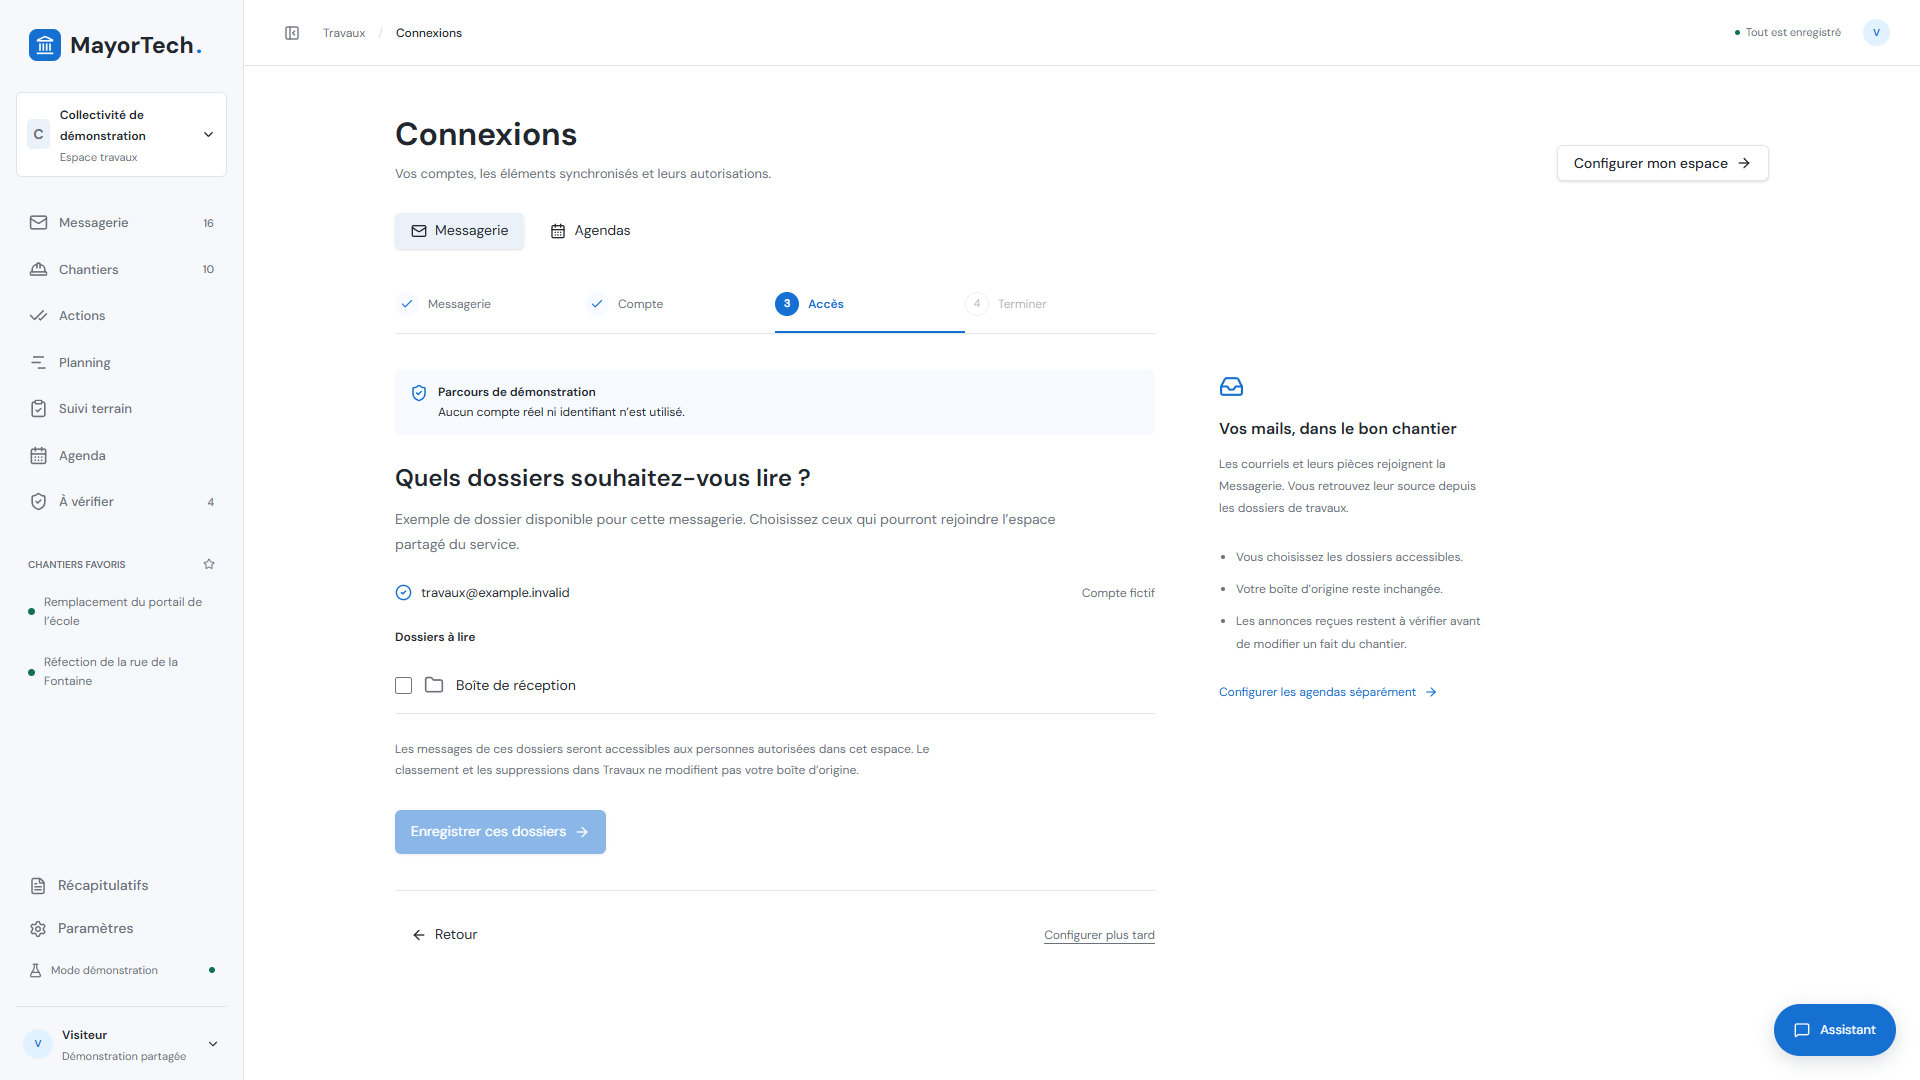 MayorTech.
Collectivité de
démonstration
Espace travaux
C
Messagerie 16
Chantiers 10
Actions
Planning
Suivi terrain
Agenda
À vérifier 4
CHANTIERS FAVORIS
Remplacement du portail de
l’école
Réfection de la rue de la
Fontaine
Récapitulatifs
Paramètres
Mode démonstration
V
Visiteur
Démonstration partagée
Travaux / Connexions
Tout est enregistré
V
Connexions
Vos comptes, les éléments synchronisés et leurs autorisations.
Configurer mon espace
Messagerie Agendas
Messagerie Compte 3 Accès 4 Terminer
Parcours de démonstration
Aucun compte réel ni identifiant n’est utilisé.
Quels dossiers souhaitez-vous lire ?
Exemple de dossier disponible pour cette messagerie. Choisissez ceux qui pourront rejoindre l’espace
partagé du service.
travaux@example.invalid Compte fictif
Dossiers à lire
Boîte de réception
Les messages de ces dossiers seront accessibles aux personnes autorisées dans cet espace. Le
classement et les suppressions dans Travaux ne modifient pas votre boîte d’origine.
Enregistrer ces dossiers
Retour
Configurer plus tard
Vos mails, dans le bon chantier
Les courriels et leurs pièces rejoignent la
Messagerie. Vous retrouvez leur source depuis
les dossiers de travaux.
• Vous choisissez les dossiers accessibles.
• Votre boîte d’origine reste inchangée.
• Les annonces reçues restent à vérifier avant
de modifier un fait du chantier.
Configurer les agendas séparément
Assistant